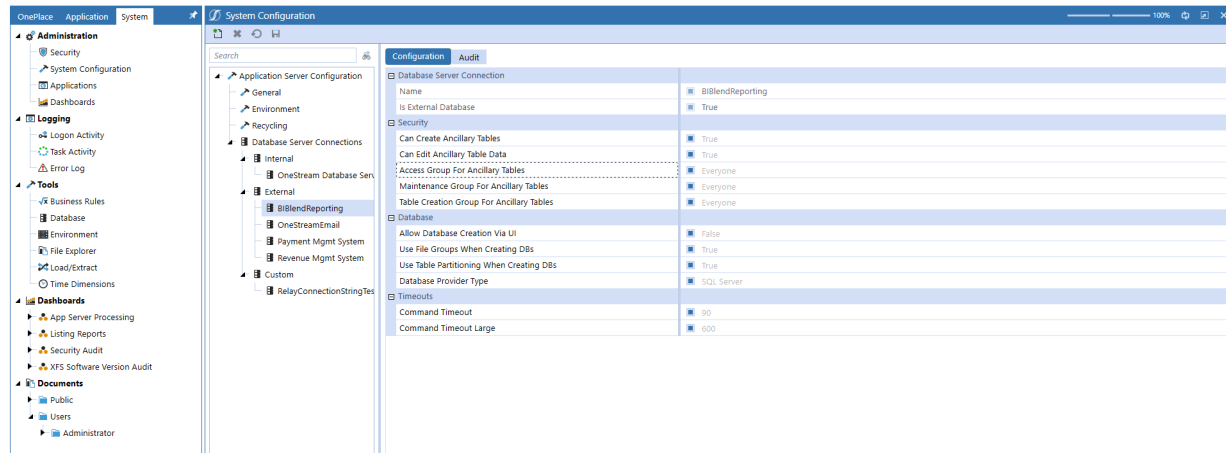 OnePlace Application System
Administration
Security
System Configuration
Applications
Dashboards
Logging
Logon Activity
Task Activity
Error Log
Tools
Business Rules
Database
Environment
File Explorer
Load/Extract
Time Dimensions
Dashboards
App Server Processing
Listing Reports
Security Audit
XFS Software Version Audit
Documents
Public
Users
Administrator
System Configuration
100%
Search
Application Server Configuration
General
Environment
Recycling
Database Server Connections
Internal
OneStream Database Serv
External
BIBlendReporting
OneStreamEmail
Payment Mgmt System
Revenue Mgmt System
Custom
RelayConnectionStringTes
Configuration Audit
Database Server Connection
Name BIBlendReporting
Is External Database True
Security
Can Create Ancillary Tables True
Can Edit Ancillary Table Data True
Access Group For Ancillary Tables Everyone
Maintenance Group For Ancillary Tables Everyone
Table Creation Group For Ancillary Tables Everyone
Database
Allow Database Creation Via UI False
Use File Groups When Creating DBs True
Use Table Partitioning When Creating DBs True
Database Provider Type SQL Server
Timeouts
Command Timeout 90
Command Timeout Large 600